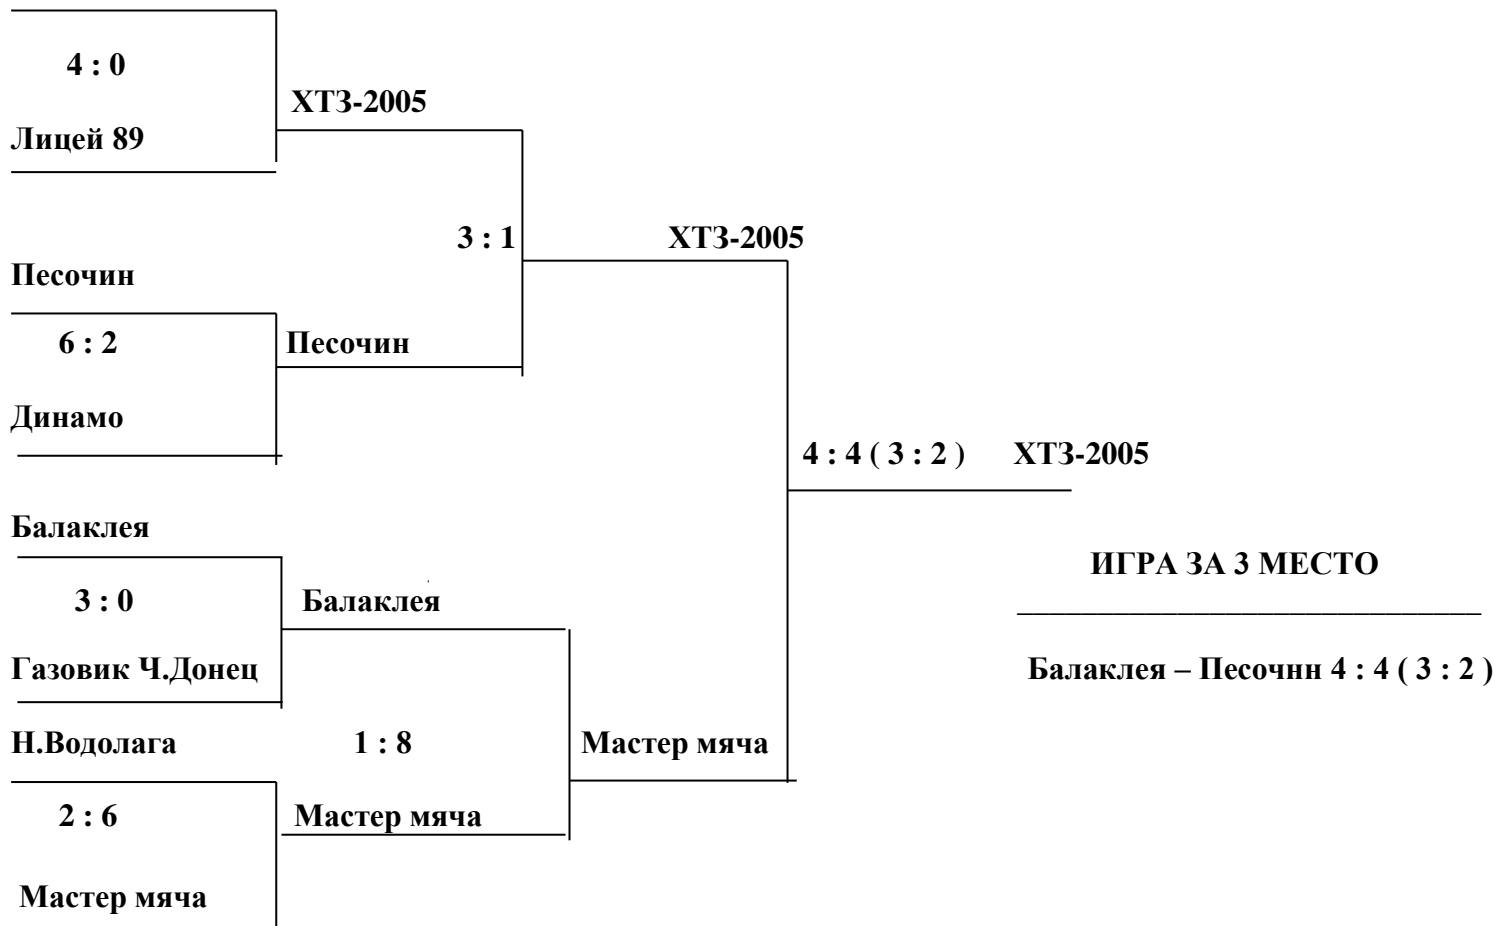 4 : 0
ХТЗ-2005
Лицей 89
3 : 1
ХТЗ-2005
Песочин
6 : 2
Песочин
Динамо
4 : 4 ( 3 : 2 )
ХТЗ-2005
Балаклея
ИГРА ЗА 3 МЕСТО
3 : 0
Балаклея
Газовик Ч.Донец
Балаклея – Песочнн 4 : 4 ( 3 : 2 )
Н.Водолага
1 : 8
Мастер мяча
2 : 6
Мастер мяча
Мастер мяча